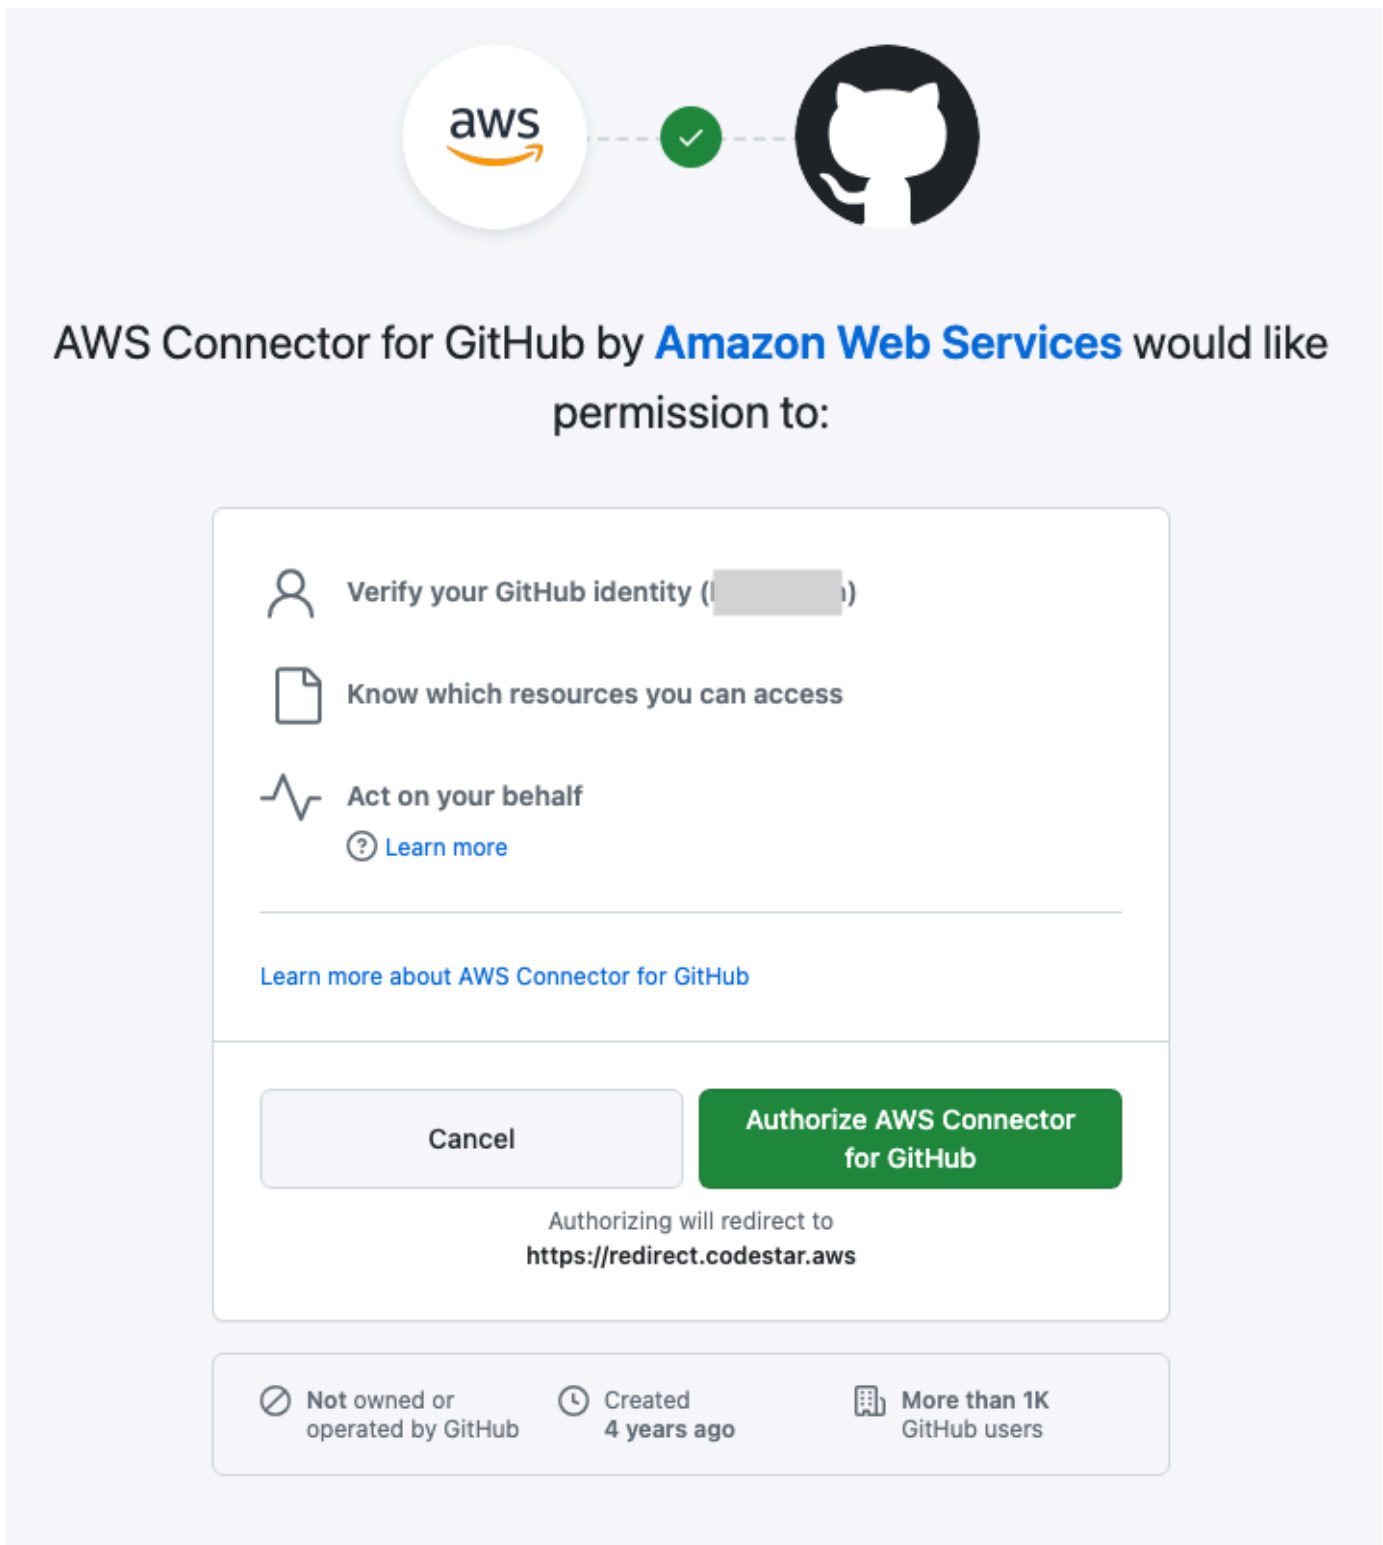 aws
AWS Connector for GitHub by Amazon Web Services would like
permission to:
Verify your GitHub identity ( )
Know which resources you can access
Act on your behalf
? Learn more
Learn more about AWS Connector for GitHub
Cancel
Authorize AWS Connector
for GitHub
Authorizing will redirect to
https://redirect.codestar.aws
Not owned or
operated by GitHub
Created
4 years ago
More than 1K
GitHub users